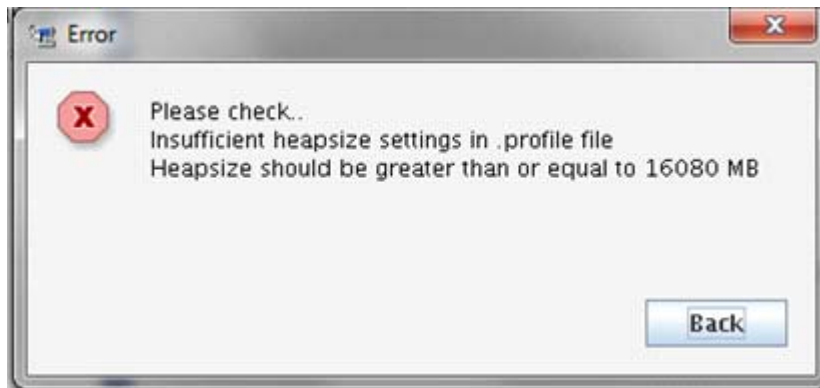 Error
Please check..
Insufficient heapsize settings in .profile file
Heapsize should be greater than or equal to 16080 MB
Back